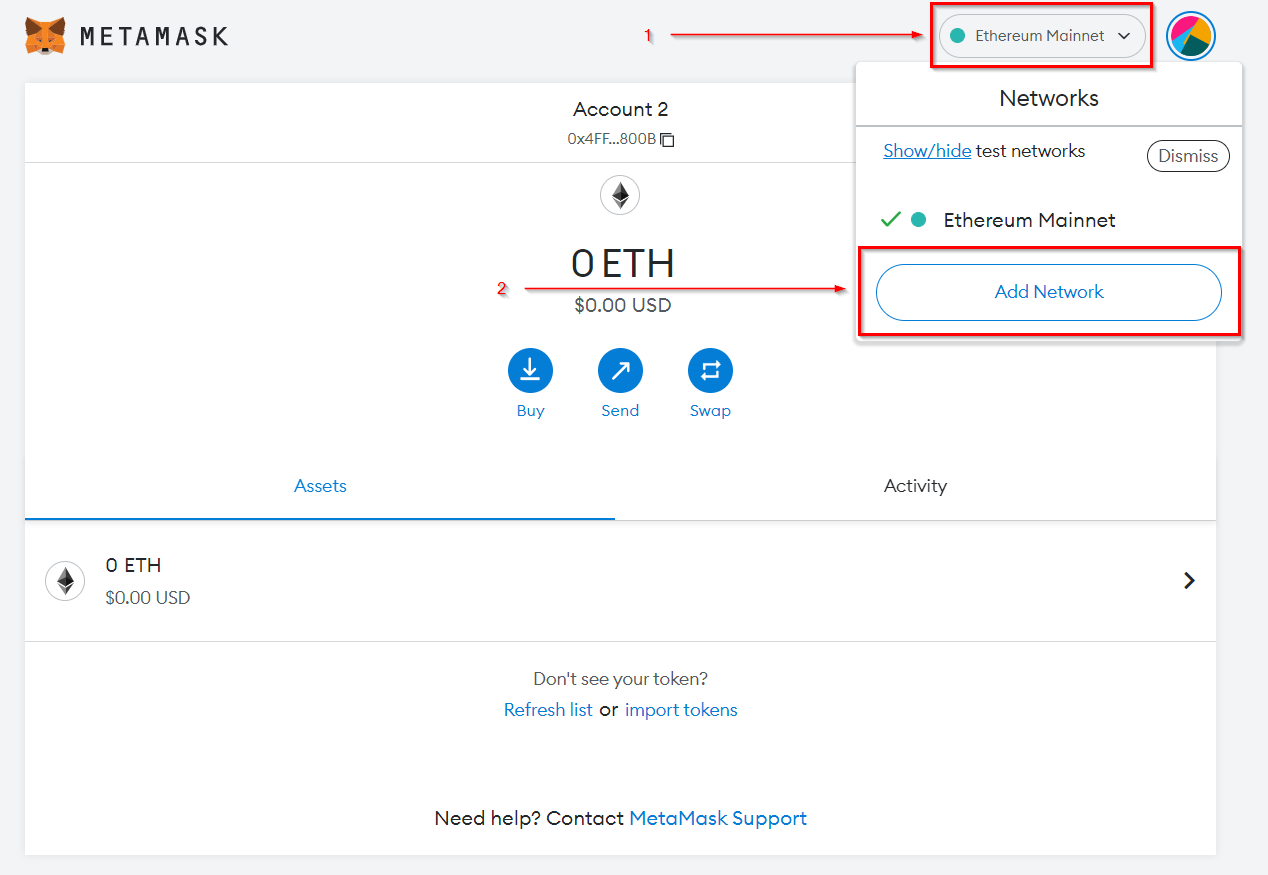 METAMASK
1
Ethereum Mainnet
Networks
Show/hide test networks
Dismiss
Ethereum Mainnet
2
Add Network
Account 2
0x4FF...800B
0 ETH
$0.00 USD
Buy
Send
Swap
Assets
Activity
0 ETH
$0.00 USD
Don't see your token?
Refresh list or import tokens
Need help? Contact MetaMask Support